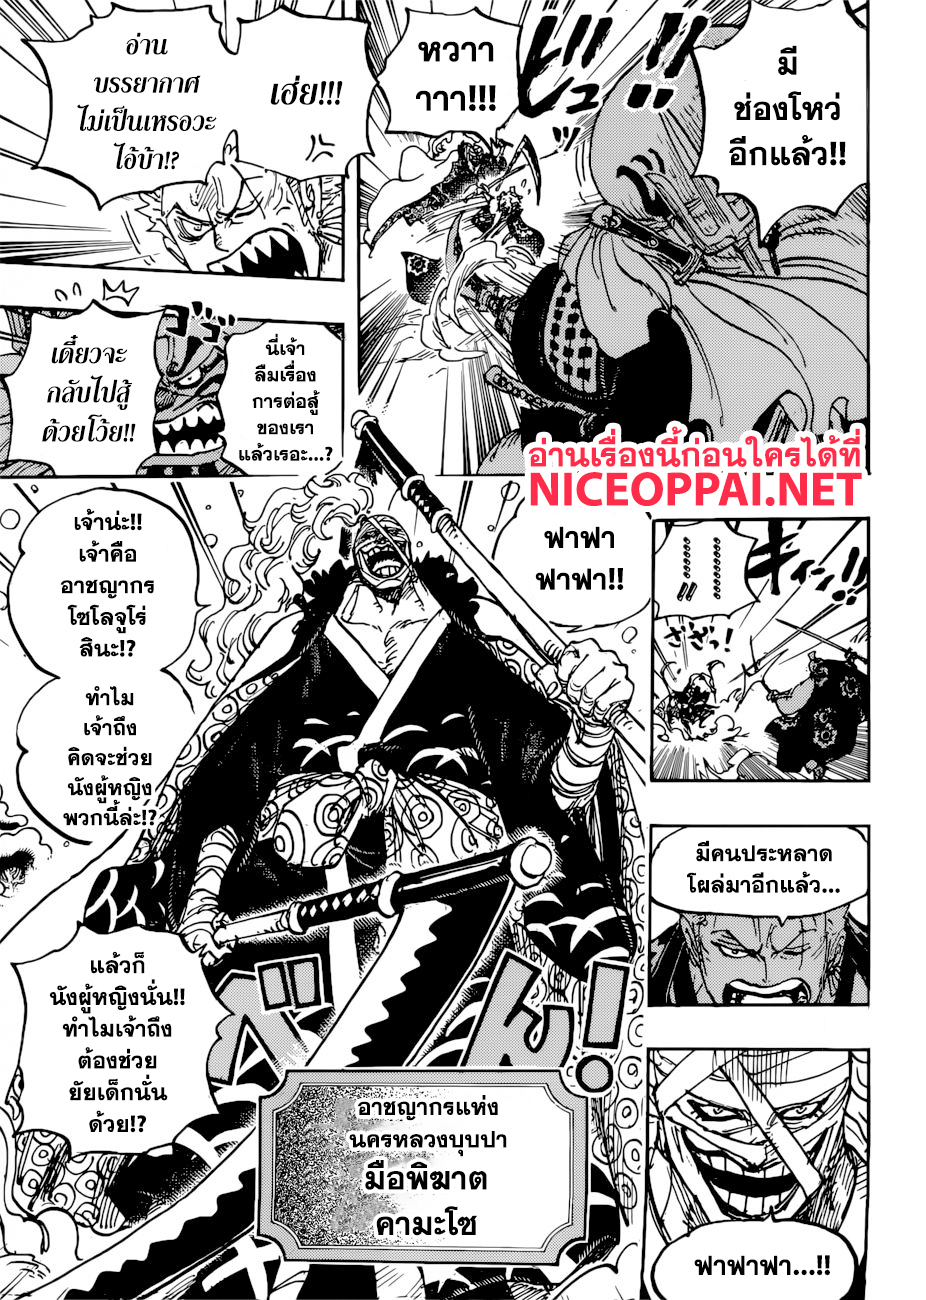 มี
ช่องโหว่
อีกแล้ว!!
หวาา
าาา!!!
ビュッ!!
เฮ่ย!!!
อ่าน
บรรยากาศ
ไม่เป็นเหรอวะ
ไอ้บ้า!?
นี่เจ้า
ลืมเรื่อง
การต่อสู้
ของเรา
แล้วเรอะ...?
ゴゴゴ
เดี๋ยวจะ
กลับไปสู้
ด้วยโว้ย!!
อ่านเรื่องนี้ก่อนใครได้ที่
NICEOPPAI.NET
ざざっ!
มีคนประหลาด
โผล่มาอีกแล้ว...
ฟาฟาฟา...!!
ฟาฟา
ฟาฟา!!
เจ้าน่ะ!!
เจ้าคือ
อาชญากร
โซโลจูโร่
สินะ!?
ทำไม
เจ้าถึง
คิดจะช่วย
นังผู้หญิง
พวกนี้ล่ะ!?
แล้วก็
นังผู้หญิงนั่น!!
ทำไมเจ้าถึง
ต้องช่วย
ยัยเด็กนั่น
ด้วย!?
ベベん!
อาชญากรแห่ง
นครหลวงบุบปา
มือพิฆาต
คามะโซ